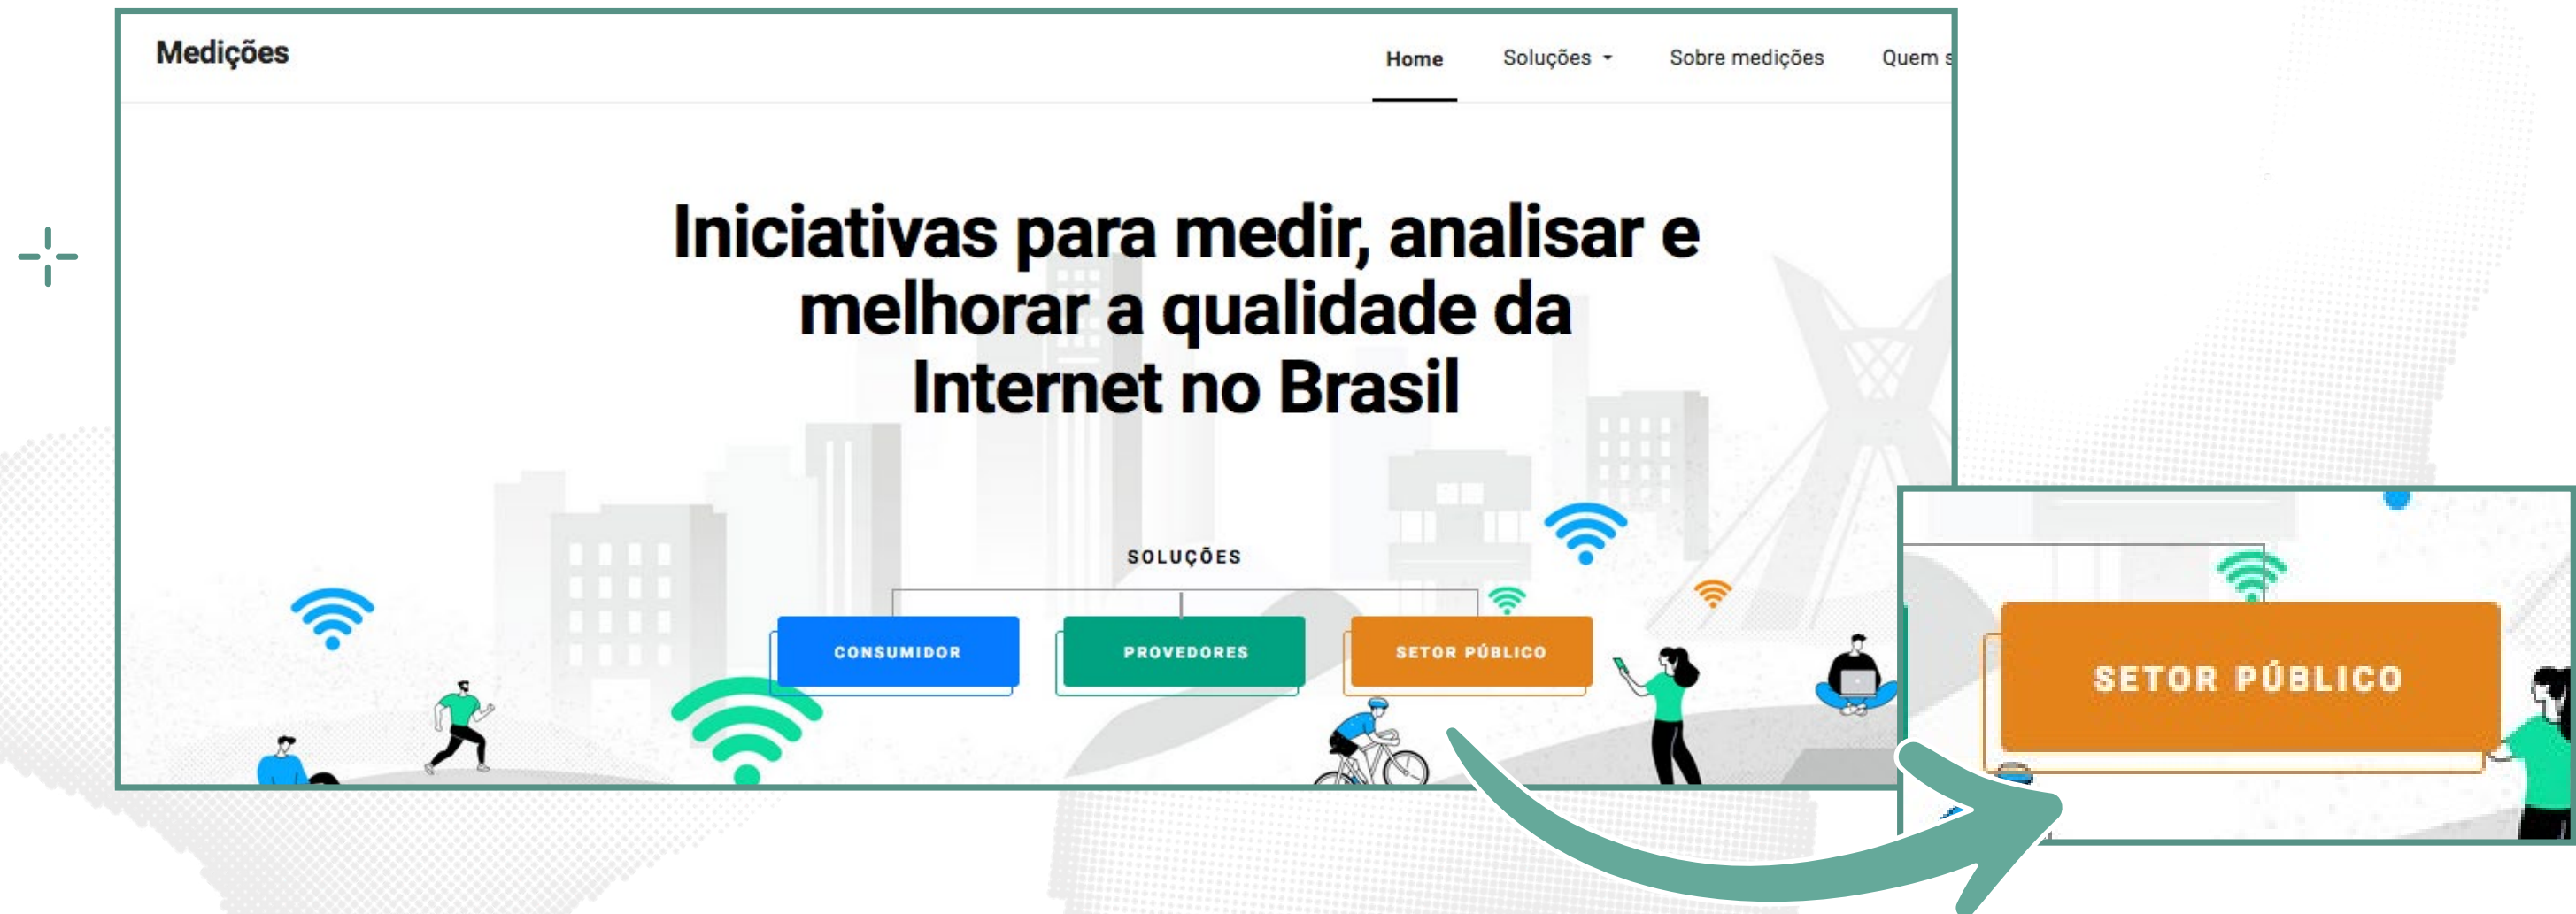 Medições
Home Soluções Sobre medições Quem s
Iniciativas para medir, analisar e
melhorar a qualidade da
Internet no Brasil
SOLUÇÕES
CONSUMIDOR PROVEDORES SETOR PÚBLICO
SETOR PÚBLICO